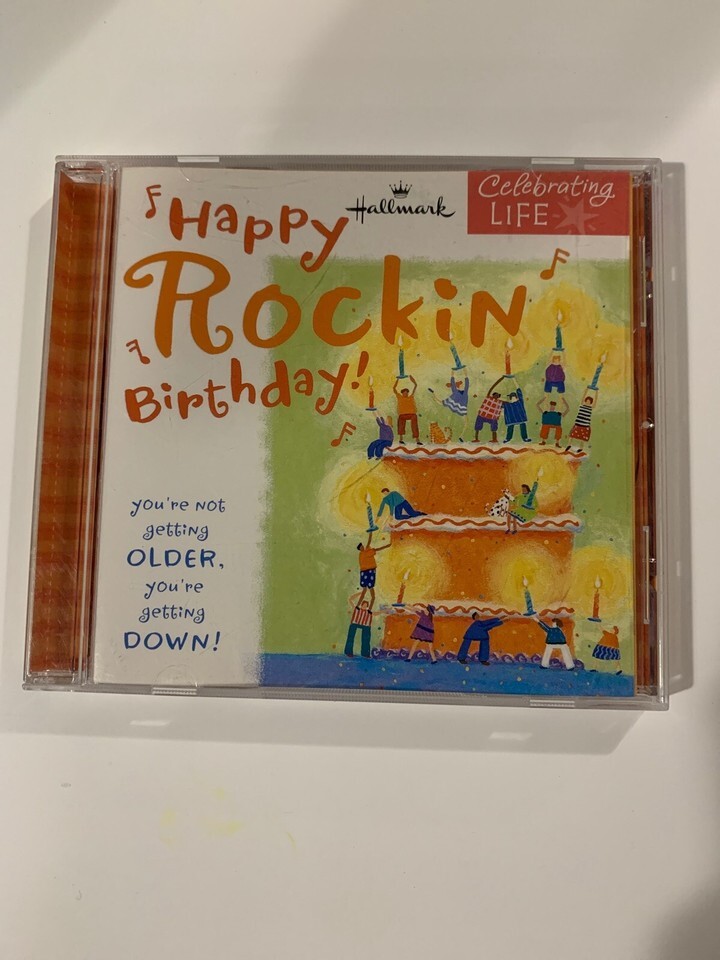 Happy
Rockin
Birthday!
Hallmark
Celebrating
LIFE
you're not
getting
OLDER,
you're
getting
DOWN!